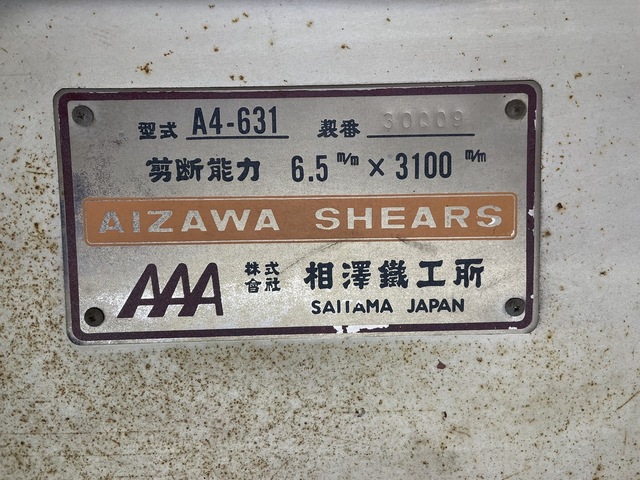 型式 A4-631 製番 30009
剪断能力 6.5 m/m × 3100 m/m
AIZAWA SHEARS
AAA 株式会社 相澤鐵工所
SAITAMA JAPAN